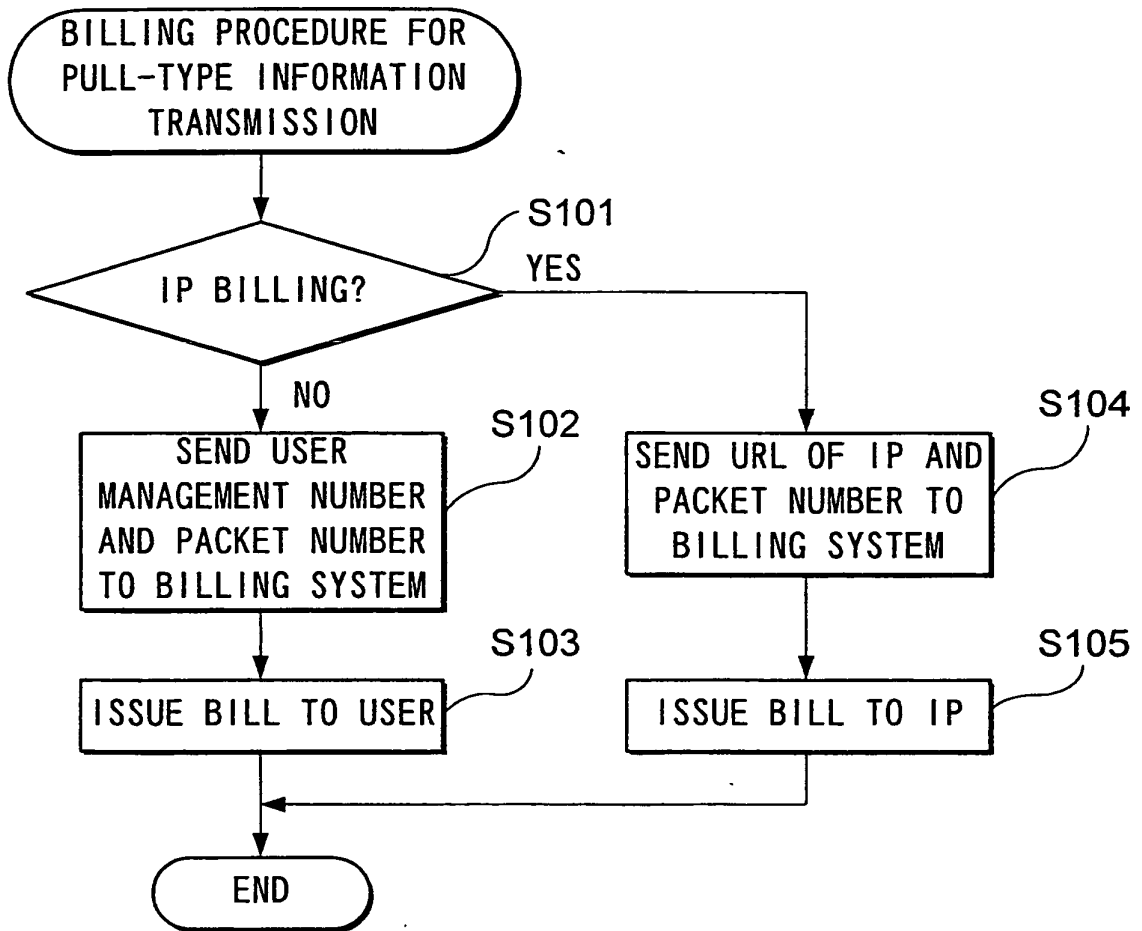 BILLING PROCEDURE FOR
PULL-TYPE INFORMATION
TRANSMISSION
S101
IP BILLING?
YES
NO
S102
SEND USER
MANAGEMENT NUMBER
AND PACKET NUMBER
TO BILLING SYSTEM
S104
SEND URL OF IP AND
PACKET NUMBER TO
BILLING SYSTEM
S103
ISSUE BILL TO USER
S105
ISSUE BILL TO IP
END